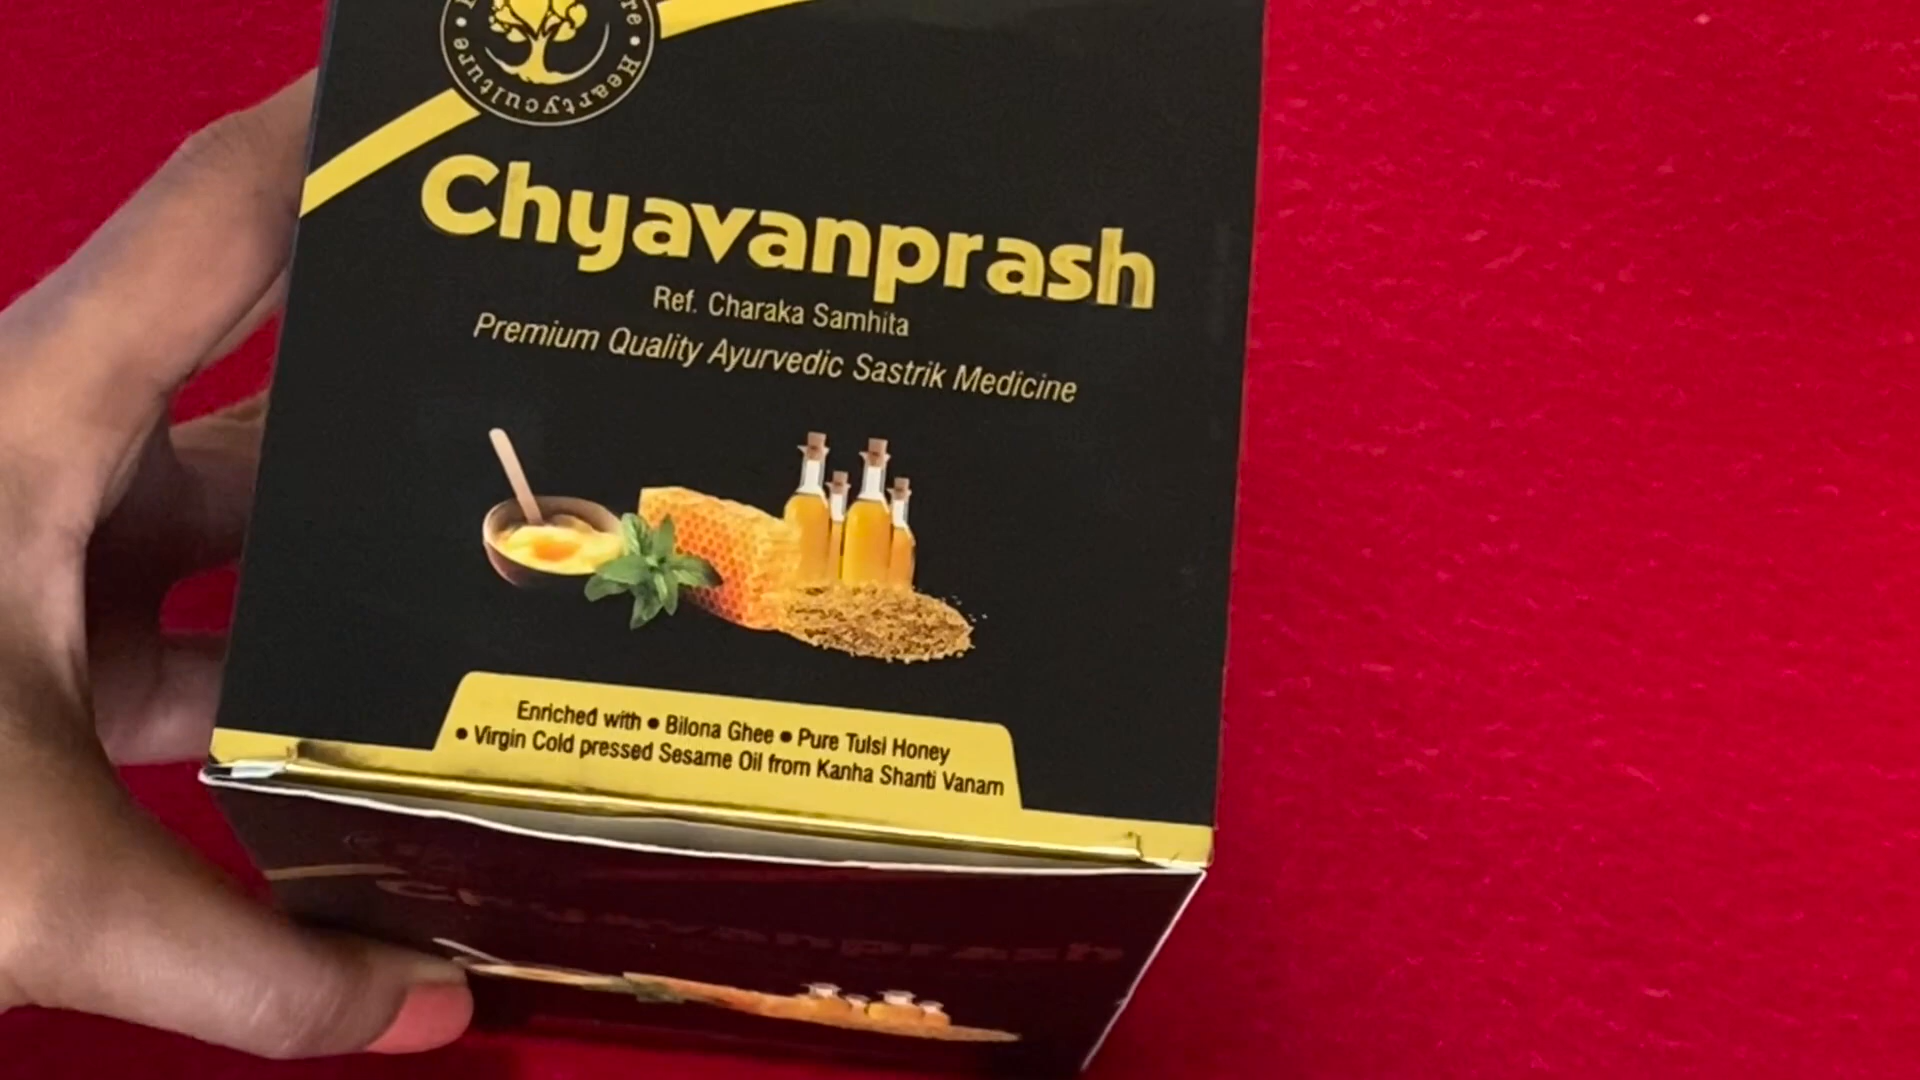 Heartyculture
Chyavanprash
Ref. Charaka Samhita
Premium Quality Ayurvedic Sastrik Medicine
Enriched with • Bilona Ghee • Pure Tulsi Honey
• Virgin Cold pressed Sesame Oil from Kanha Shanti Vanam
Chyavanprash